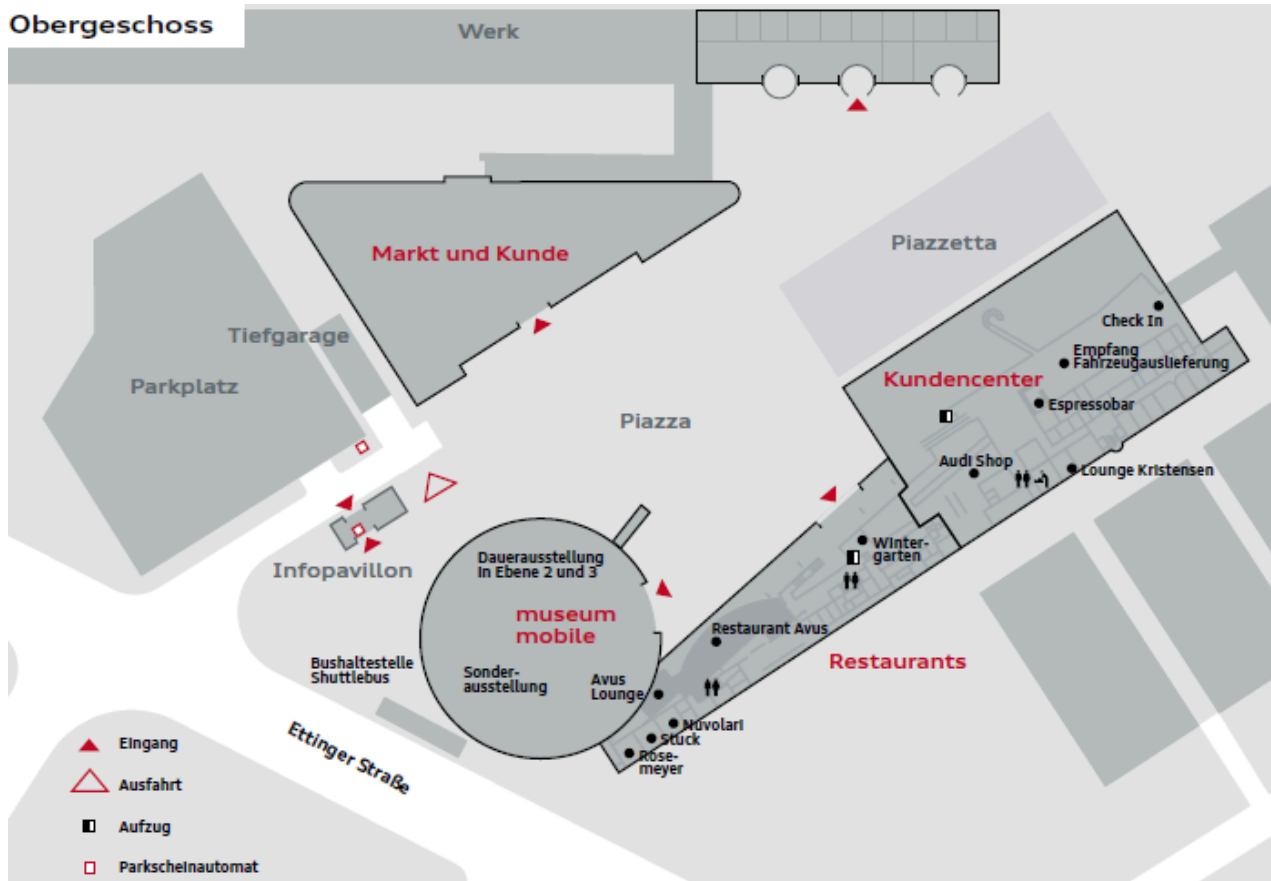 Obergeschoss
Werk
Markt und Kunde
Piazzetta
Tiefgarage
Parkplatz
Piazza
Check In
Empfang
Fahrzeugauslieferung
Kundencenter
Espressobar
Audi Shop
Lounge Kristensen
Winter-
garten
Infopavillon
Dauerausstellung
in Ebene 2 und 3
museum
mobile
Restaurant Avus
Restaurants
Bushaltestelle
Shuttlebus
Sonder-
ausstellung
Avus
Lounge
Nuvolari
Stuck
Rose-
meyer
Ettinger Straße
Eingang
Ausfahrt
Aufzug
Parkscheinautomat